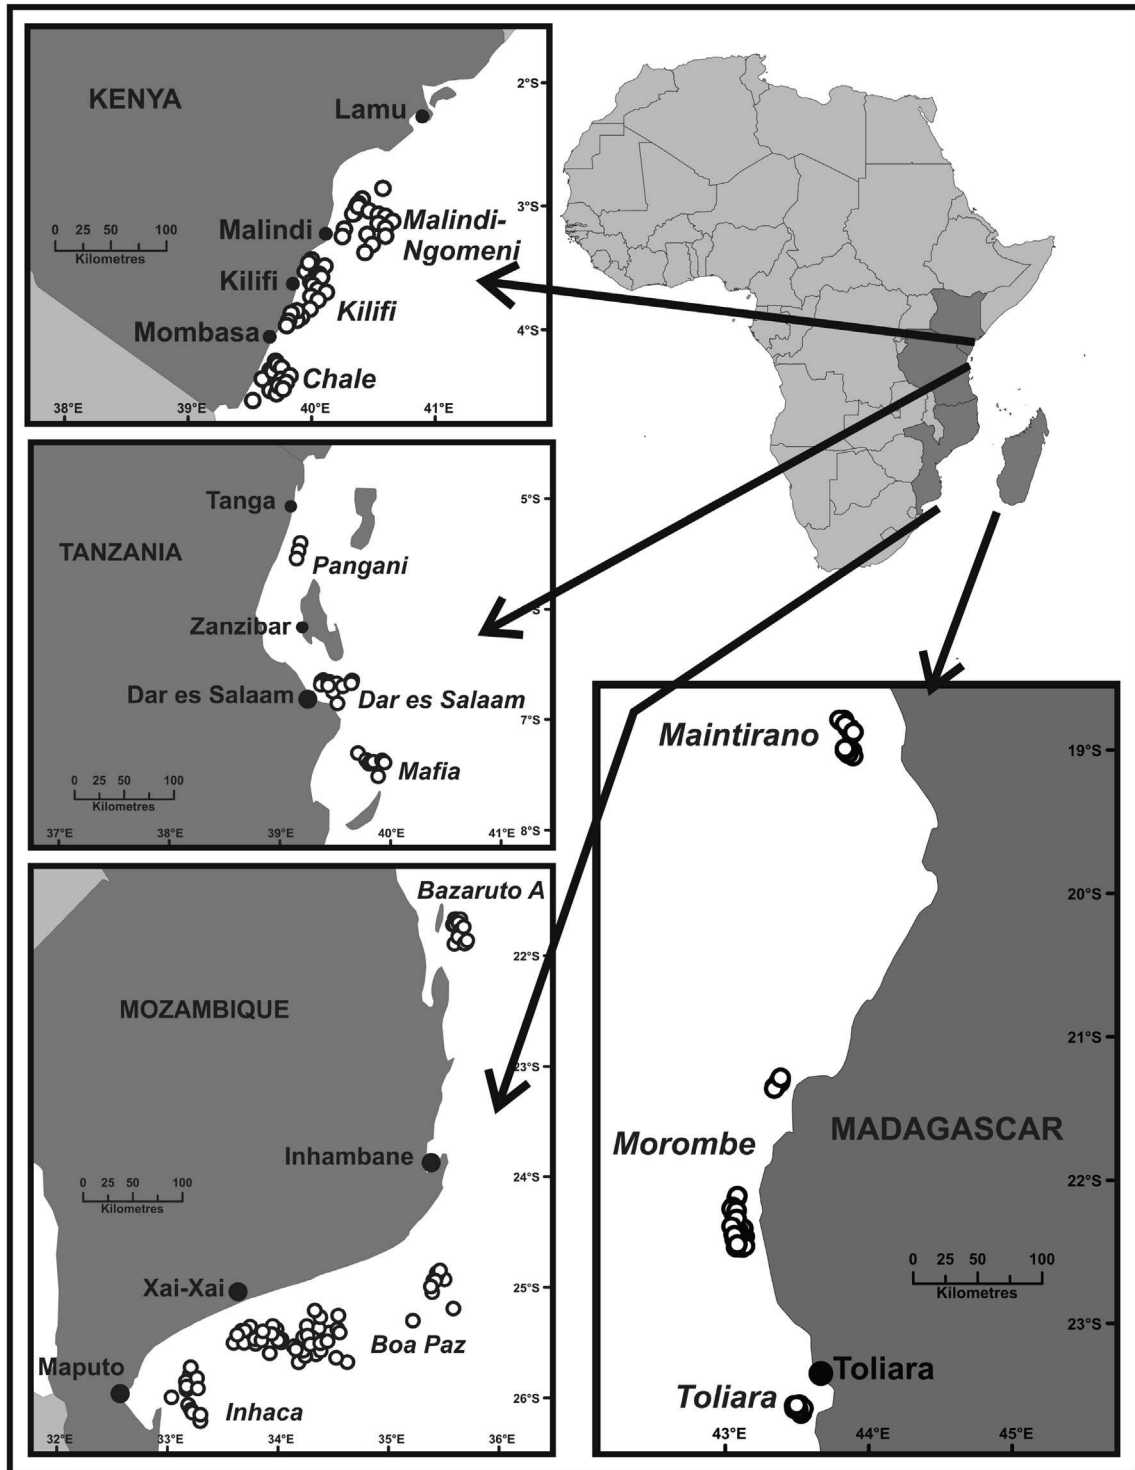 KENYA
Lamu
2°S
3°S
Malindi
Malindi-
Ngomeni
0 25 50 100
Kilometres
Kilifi
Kilifi
Mombasa
4°S
Chale
38°E 39°E 40°E 41°E
Tanga
5°S
TANZANIA
Pangani
°S
Zanzibar
Dar es Salaam
Dar es Salaam
7°S
Mafia
0 25 50 100
Kilometres
8°S
37°E 38°E 39°E 40°E 41°E
Bazaruto A
22°S
MOZAMBIQUE
23°S
Inhambane
24°S
0 25 50 100
Kilometres
Xai-Xai
25°S
Boa Paz
Maputo
Inhaca
26°S
32°E 33°E 34°E 35°E 36°E
Maintirano
19°S
20°S
21°S
MADAGASCAR
Morombe
22°S
0 25 50 100
Kilometres
23°S
Toliara
Toliara
43°E 44°E 45°E